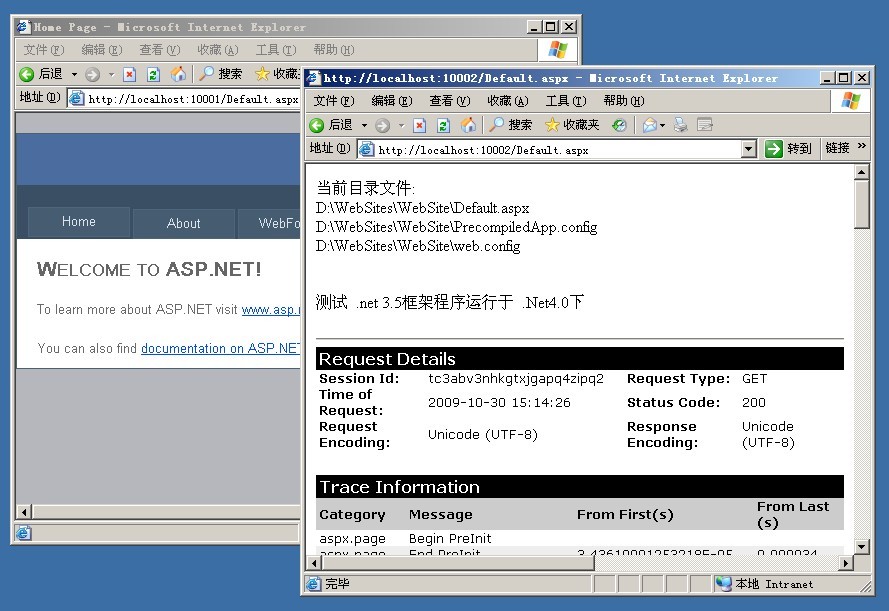 Home Page - Microsoft Internet Explorer
文件(F) 编辑(E) 查看(V) 收藏(A) 工具(T) 帮助(H)
后退 搜索 收藏
地址(D) http://localhost:10001/Default.aspx
Home About WebFo
WELCOME TO ASP.NET!
To learn more about ASP.NET visit www.asp.
You can also find documentation on ASP.NET
http://localhost:10002/Default.aspx - Microsoft Internet Explorer
文件(F) 编辑(E) 查看(V) 收藏(A) 工具(T) 帮助(H)
后退 搜索 收藏夹
地址(D) http://localhost:10002/Default.aspx 转到 链接 »
当前目录文件:
D:\WebSites\WebSite\Default.aspx
D:\WebSites\WebSite\PrecompiledApp.config
D:\WebSites\WebSite\web.config
测试 .net 3.5框架程序运行于 .Net4.0下
Request Details
Session Id: tc3abv3nhkgtxjgapq4zipq2 Request Type: GET
Time of Request: 2009-10-30 15:14:26 Status Code: 200
Request Encoding: Unicode (UTF-8) Response Encoding: Unicode (UTF-8)
Trace Information
Category Message From First(s) From Last(s)
aspx.page Begin PreInit
aspx.page End PreInit 3.43610001253218E-05 0.000034
完毕 本地 Intranet